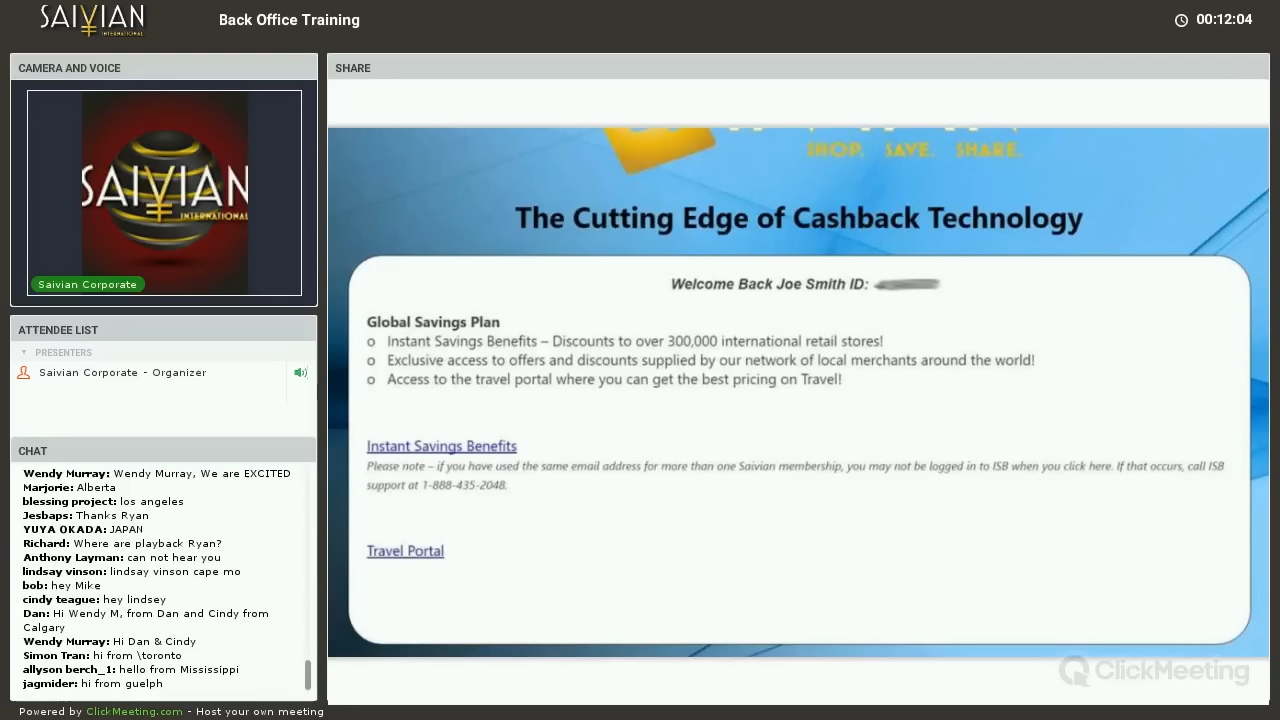 SAIVIAN
INTERNATIONAL
Back Office Training
00:12:04
CAMERA AND VOICE
SAIVIAN
INTERNATIONAL
Saivian Corporate
ATTENDEE LIST
PRESENTERS
Saivian Corporate - Organizer
CHAT
Wendy Murray: Wendy Murray, We are EXCITED
Marjorie: Alberta
blessing project: los angeles
Jesbaps: Thanks Ryan
YUYA OKADA: JAPAN
Richard: Where are playback Ryan?
Anthony Layman: can not hear you
lindsay vinson: lindsay vinson cape mo
bob: hey Mike
cindy teague: hey lindsey
Dan: Hi Wendy M, from Dan and Cindy from
Calgary
Wendy Murray: Hi Dan & Cindy
Simon Tran: hi from \toronto
allyson berch_1: hello from Mississippi
jagmider: hi from guelph
Powered by ClickMeeting.com - Host your own meeting
SHARE
SHOP. SAVE. SHARE.
The Cutting Edge of Cashback Technology
Welcome Back Joe Smith ID:
Global Savings Plan
o Instant Savings Benefits – Discounts to over 300,000 international retail stores!
o Exclusive access to offers and discounts supplied by our network of local merchants around the world!
o Access to the travel portal where you can get the best pricing on Travel!
Instant Savings Benefits
Please note – if you have used the same email address for more than one Saivian membership, you may not be logged in to ISB when you click here. If that occurs, call ISB
support at 1-888-435-2048.
Travel Portal
ClickMeeting